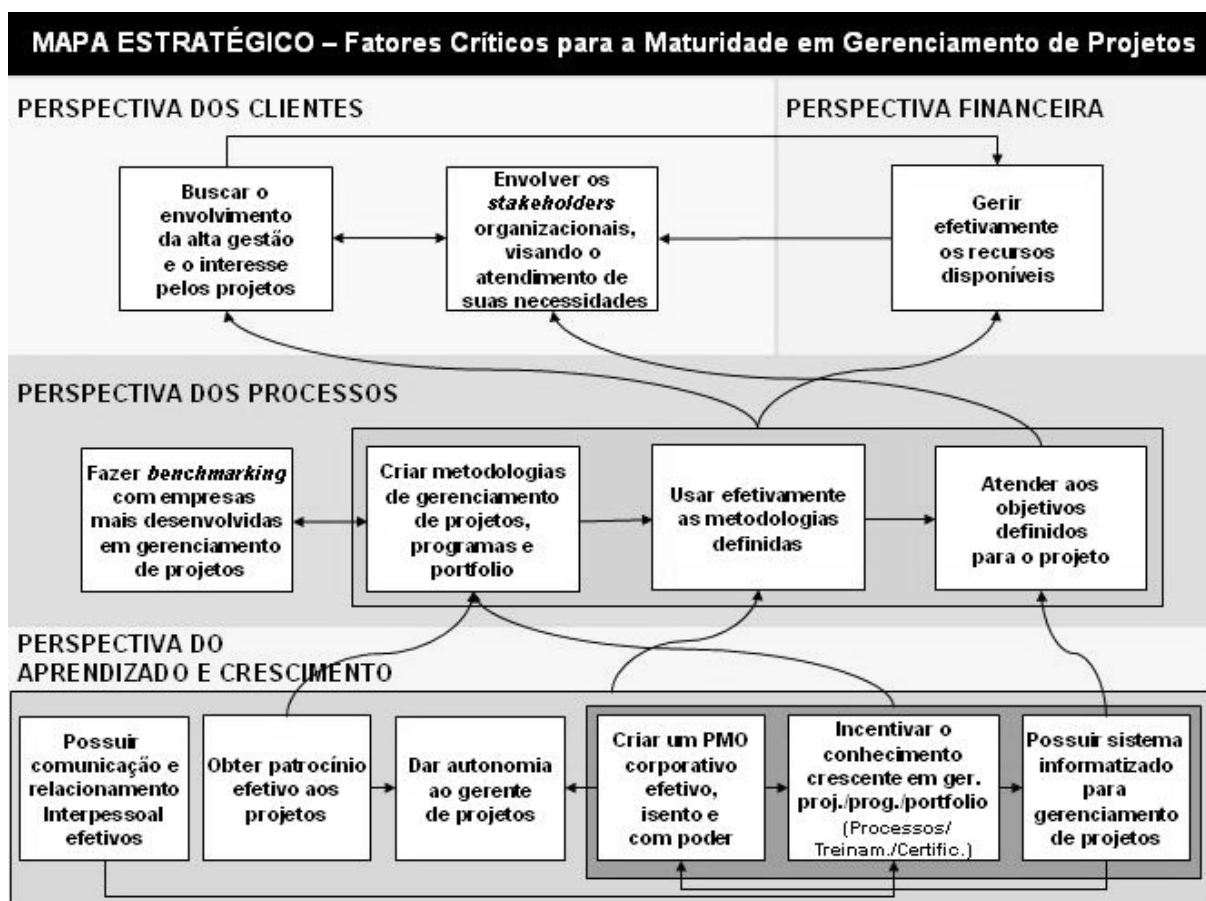 MAPA ESTRATÉGICO – Fatores Críticos para a Maturidade em Gerenciamento de Projetos
PERSPECTIVA DOS CLIENTES
PERSPECTIVA FINANCEIRA
Buscar o
envolvimento
da alta gestão
e o interesse
pelos projetos
Envolver os
stakeholders
organizacionais,
visando o
atendimento de
suas necessidades
Gerir
efetivamente
os recursos
disponíveis
PERSPECTIVA DOS PROCESSOS
Fazer benchmarking
com empresas
mais desenvolvidas
em gerenciamento
de projetos
Criar metodologias
de gerenciamento
de projetos,
programas e
portfolio
Usar efetivamente
as metodologias
definidas
Atender aos
objetivos
definidos
para o projeto
PERSPECTIVA DO
APRENDIZADO E CRESCIMENTO
Possuir
comunicação e
relacionamento
Interpessoal
efetivos
Obter patrocínio
efetivo aos
projetos
Dar autonomia
ao gerente
de projetos
Criar um PMO
corporativo
efetivo,
isento e
com poder
Incentivar o
conhecimento
crescente em ger.
proj./prog./portfolio
(Processos/
Treinam./Certific.)
Possuir sistema
informatizado
para
gerenciamento
de projetos